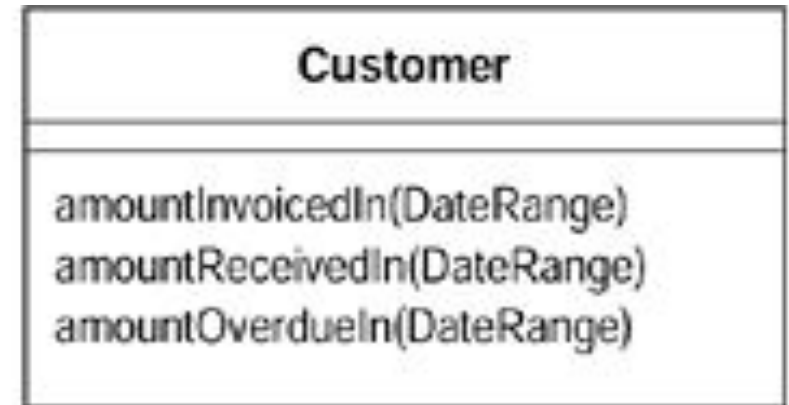 Customer
amountInvoicedIn(DateRange)
amountReceivedIn(DateRange)
amountOverdueIn(DateRange)